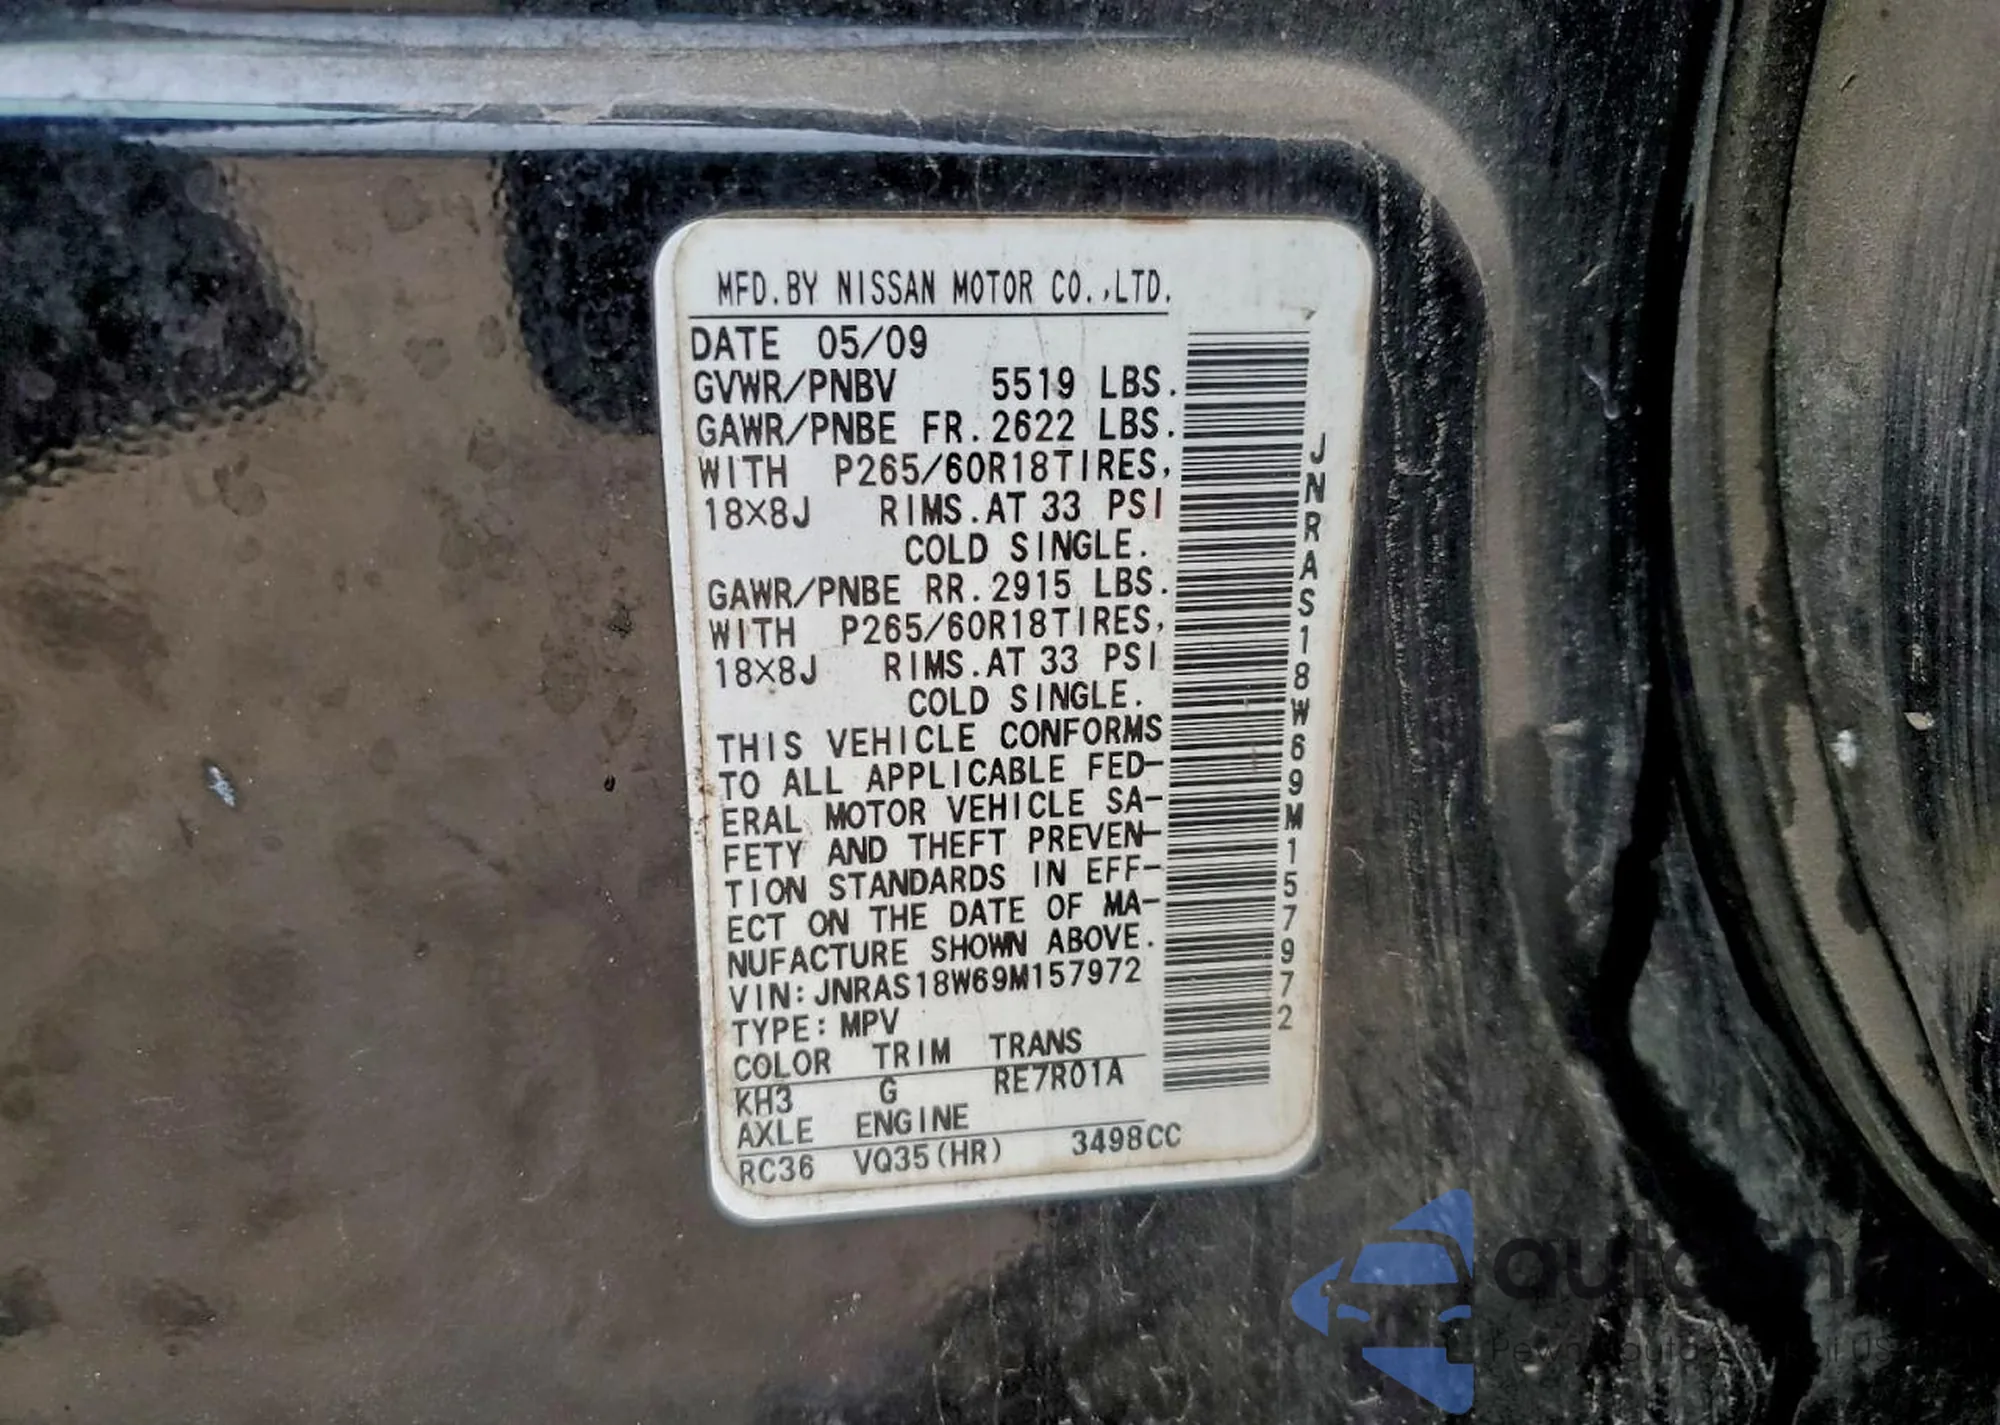 MFD.BY NISSAN MOTOR CO.,LTD.
DATE 05/09
GVWR/PNBV 5519 LBS.
GAWR/PNBE FR.2622 LBS.
WITH P265/60R18TIRES,
18X8J RIMS.AT 33 PSI
COLD SINGLE.
GAWR/PNBE RR.2915 LBS.
WITH P265/60R18TIRES,
18X8J RIMS.AT 33 PSI
COLD SINGLE.
THIS VEHICLE CONFORMS
TO ALL APPLICABLE FED-
ERAL MOTOR VEHICLE SA-
FETY AND THEFT PREVEN-
TION STANDARDS IN EFF-
ECT ON THE DATE OF MA-
NUFACTURE SHOWN ABOVE.
VIN:JNRAS18W69M157972
TYPE:MPV
COLOR TRIM TRANS
KH3 G RE7R01A
AXLE ENGINE
RC36 VQ35(HR) 3498CC
JNRAS18W69M157972